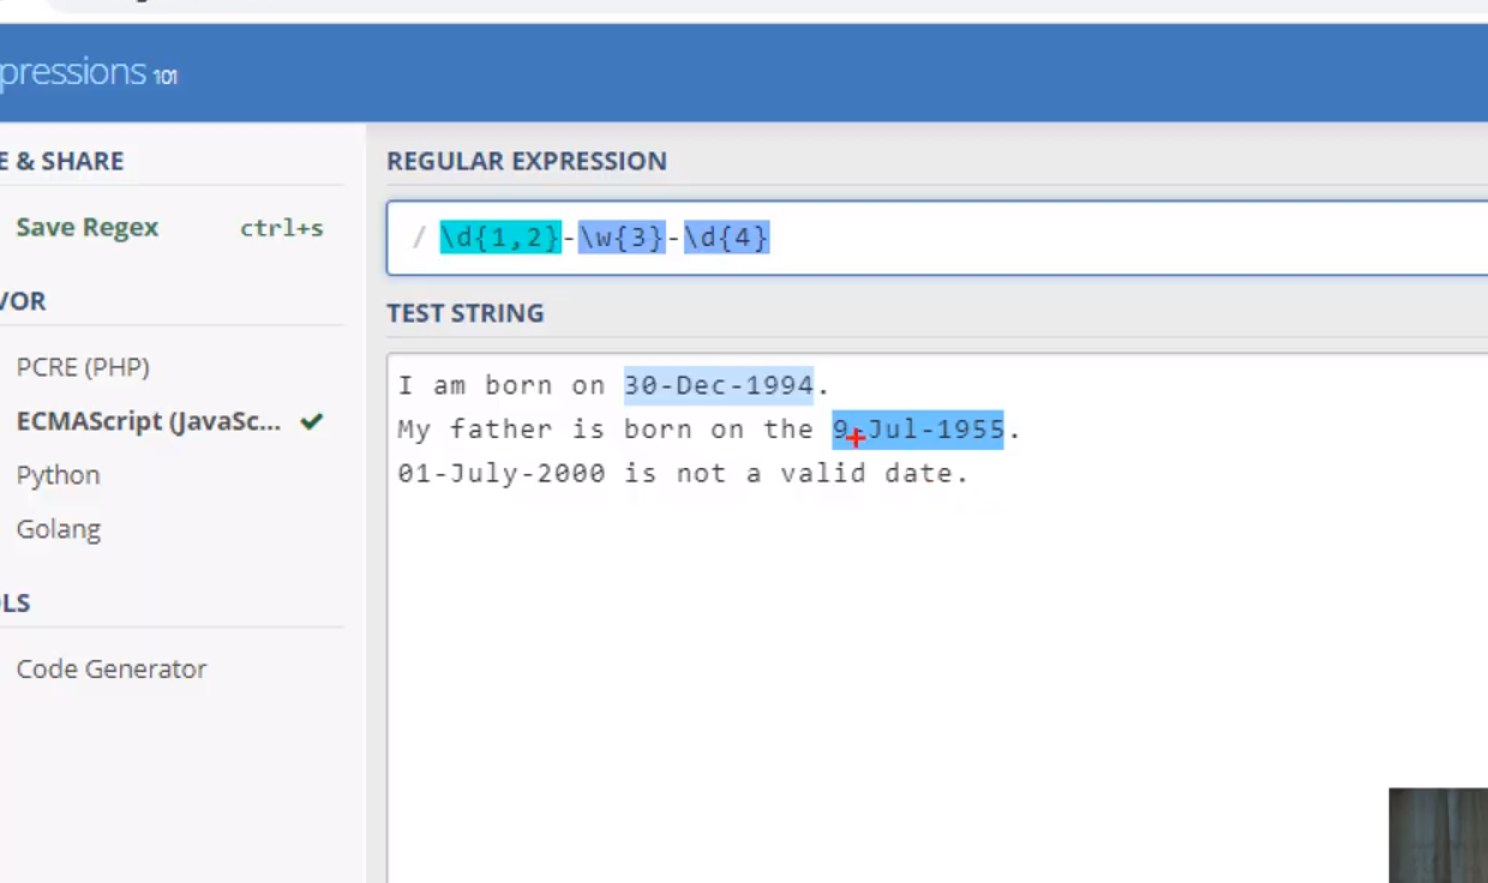 pressions 101
E & SHARE
Save Regex ctrl+s
VOR
PCRE (PHP)
ECMAScript (JavaSc...
Python
Golang
OLS
Code Generator
REGULAR EXPRESSION
/ \d{1,2}-\w{3}-\d{4}
TEST STRING
I am born on 30-Dec-1994.
My father is born on the 9-Jul-1955.
01-July-2000 is not a valid date.